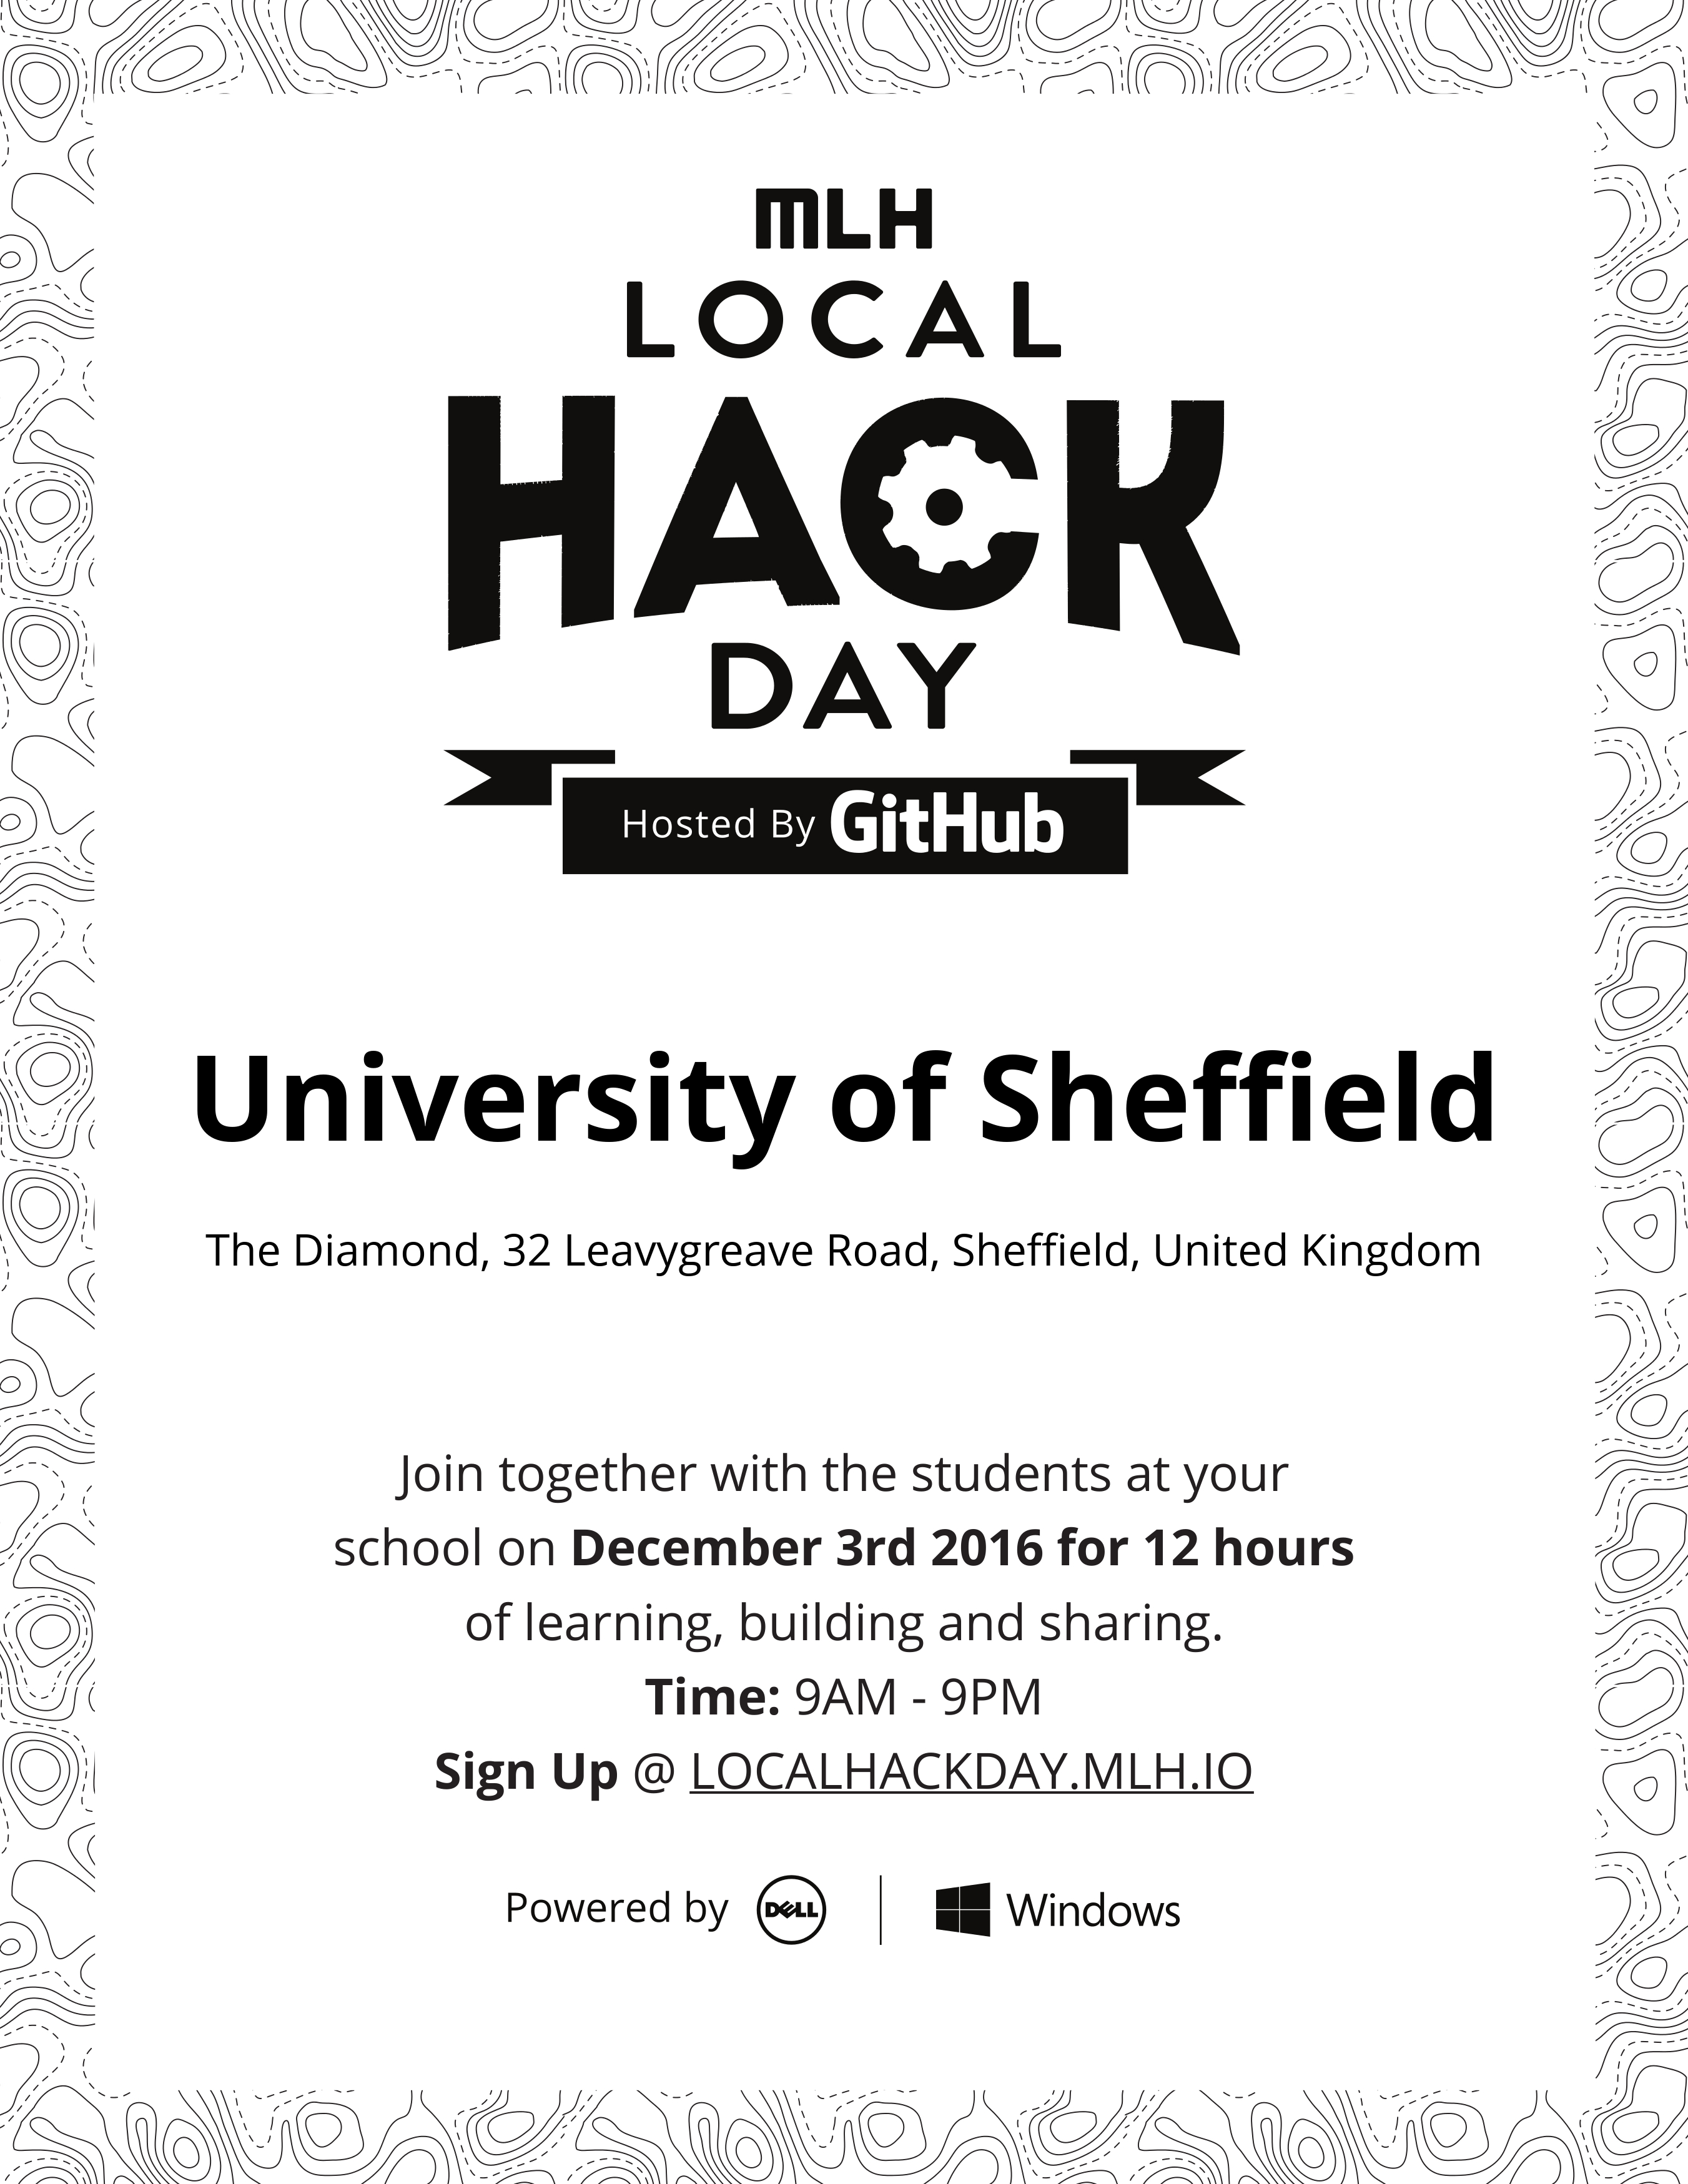 MLH
LOCAL
HACK
DAY
Hosted By GitHub
University of Sheffield
The Diamond, 32 Leavygreave Road, Sheffield, United Kingdom
Join together with the students at your
school on December 3rd 2016 for 12 hours
of learning, building and sharing.
Time: 9AM - 9PM
Sign Up @ LOCALHACKDAY.MLH.IO
Powered by DELL | Windows